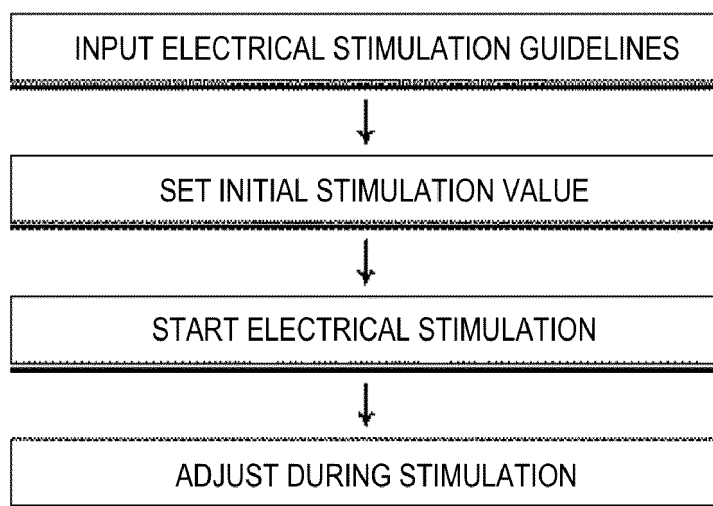 INPUT ELECTRICAL STIMULATION GUIDELINES
SET INITIAL STIMULATION VALUE
START ELECTRICAL STIMULATION
ADJUST DURING STIMULATION